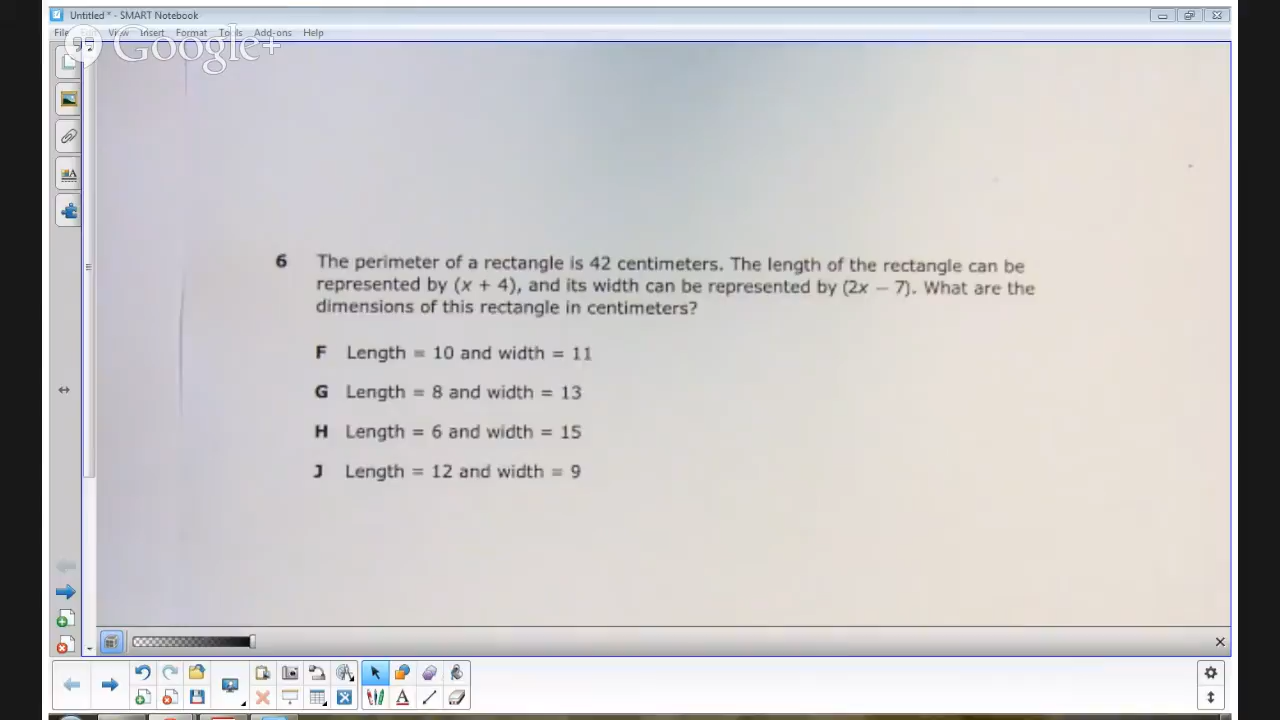 Untitled * - SMART Notebook
File Edit View Insert Format Tools Add-ons Help
Google+
6 The perimeter of a rectangle is 42 centimeters. The length of the rectangle can be
represented by (x + 4), and its width can be represented by (2x − 7). What are the
dimensions of this rectangle in centimeters?
F Length = 10 and width = 11
G Length = 8 and width = 13
H Length = 6 and width = 15
J Length = 12 and width = 9